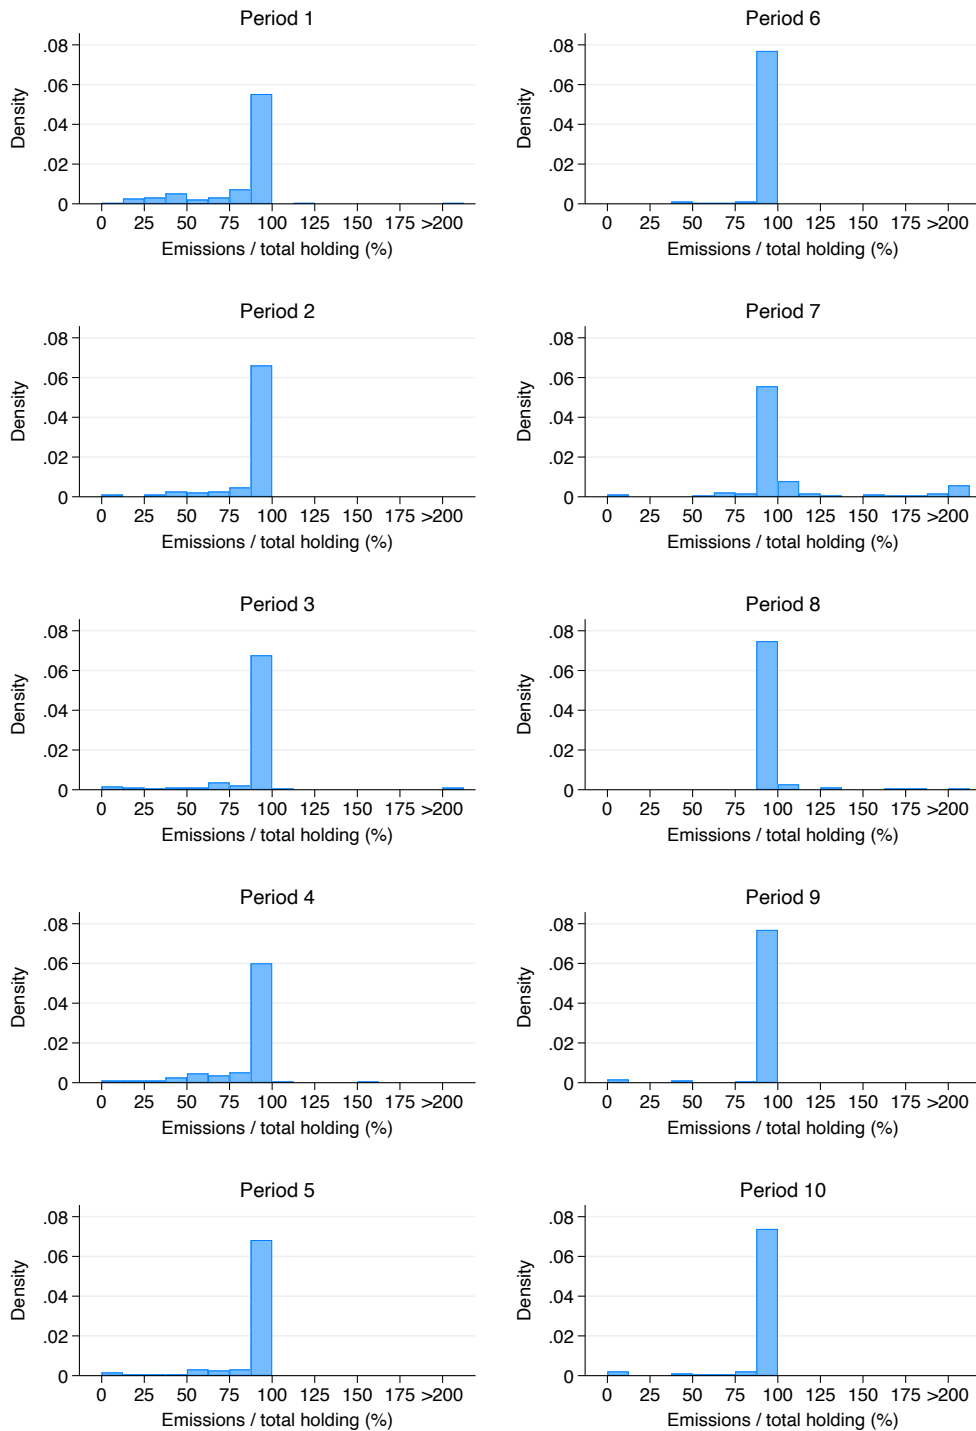 Period 1
Density
.08
.06
.04
.02
0
0 25 50 75 100 125 150 175 >200
Emissions / total holding (%)
Period 6
Density
.08
.06
.04
.02
0
0 25 50 75 100 125 150 175 >200
Emissions / total holding (%)
Period 2
Density
.08
.06
.04
.02
0
0 25 50 75 100 125 150 175 >200
Emissions / total holding (%)
Period 7
Density
.08
.06
.04
.02
0
0 25 50 75 100 125 150 175 >200
Emissions / total holding (%)
Period 3
Density
.08
.06
.04
.02
0
0 25 50 75 100 125 150 175 >200
Emissions / total holding (%)
Period 8
Density
.08
.06
.04
.02
0
0 25 50 75 100 125 150 175 >200
Emissions / total holding (%)
Period 4
Density
.08
.06
.04
.02
0
0 25 50 75 100 125 150 175 >200
Emissions / total holding (%)
Period 9
Density
.08
.06
.04
.02
0
0 25 50 75 100 125 150 175 >200
Emissions / total holding (%)
Period 5
Density
.08
.06
.04
.02
0
0 25 50 75 100 125 150 175 >200
Emissions / total holding (%)
Period 10
Density
.08
.06
.04
.02
0
0 25 50 75 100 125 150 175 >200
Emissions / total holding (%)